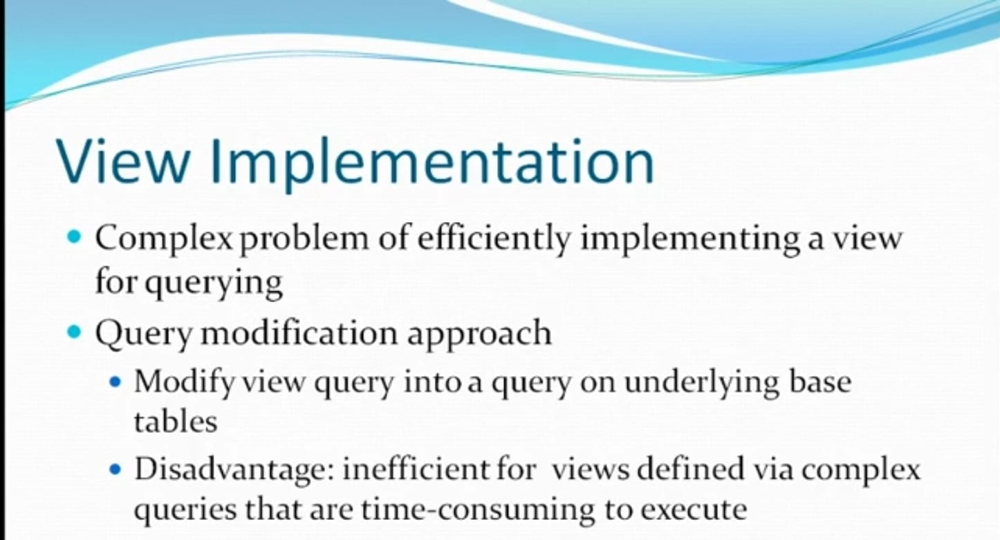 View Implementation
• Complex problem of efficiently implementing a view
for querying
• Query modification approach
• Modify view query into a query on underlying base
tables
• Disadvantage: inefficient for views defined via complex
queries that are time-consuming to execute